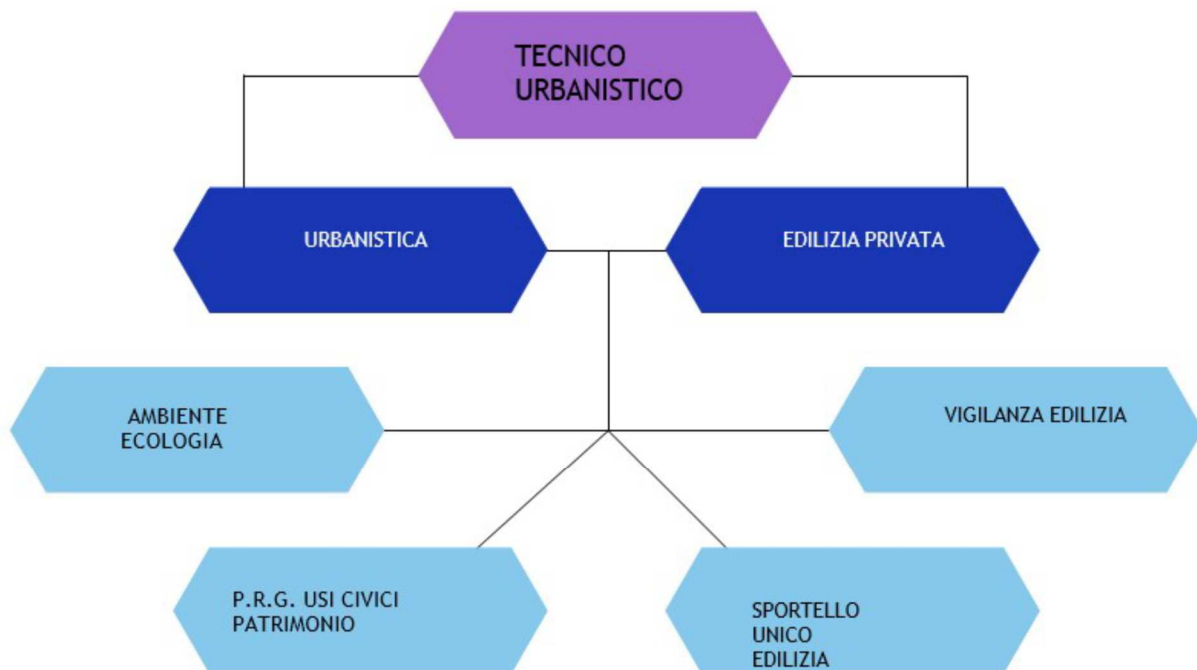 TECNICO
URBANISTICO
URBANISTICA
EDILIZIA PRIVATA
AMBIENTE
ECOLOGIA
VIGILANZA EDILIZIA
P.R.G. USI CIVICI
PATRIMONIO
SPORTELLO
UNICO
EDILIZIA